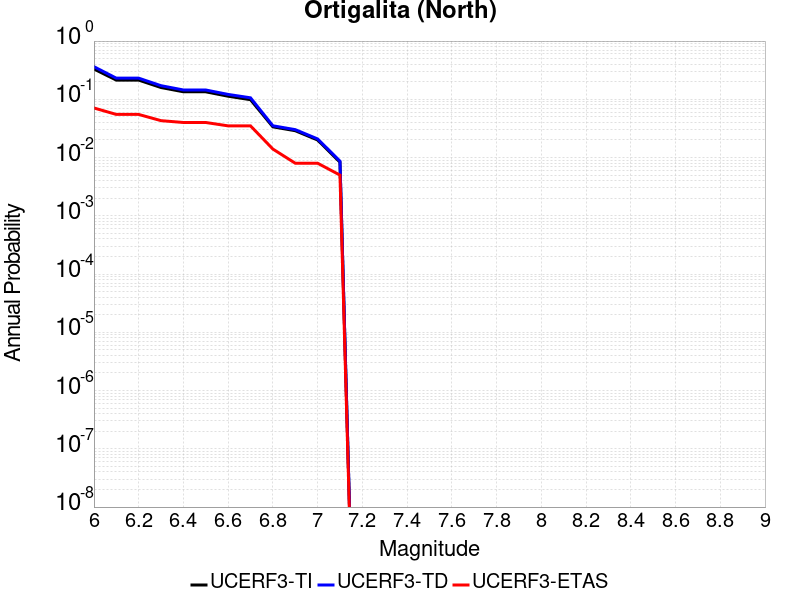 Ortigalita (North)
10^0
10^-1
10^-2
10^-3
10^-4
10^-5
10^-6
10^-7
10^-8
Annual Probability
6 6.2 6.4 6.6 6.8 7 7.2 7.4 7.6 7.8 8 8.2 8.4 8.6 8.8 9
Magnitude
UCERF3-TI UCERF3-TD UCERF3-ETAS